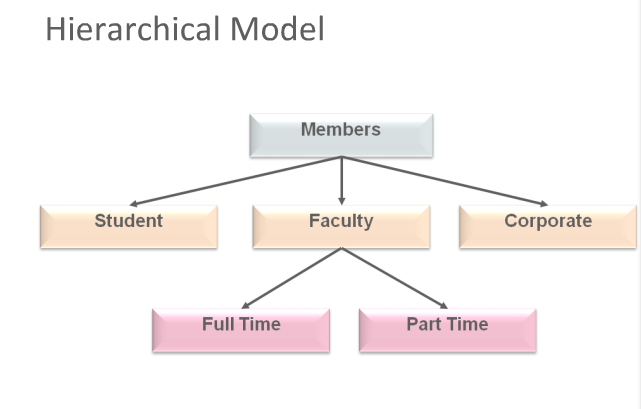 Hierarchical Model
Members
Student
Faculty
Corporate
Full Time
Part Time